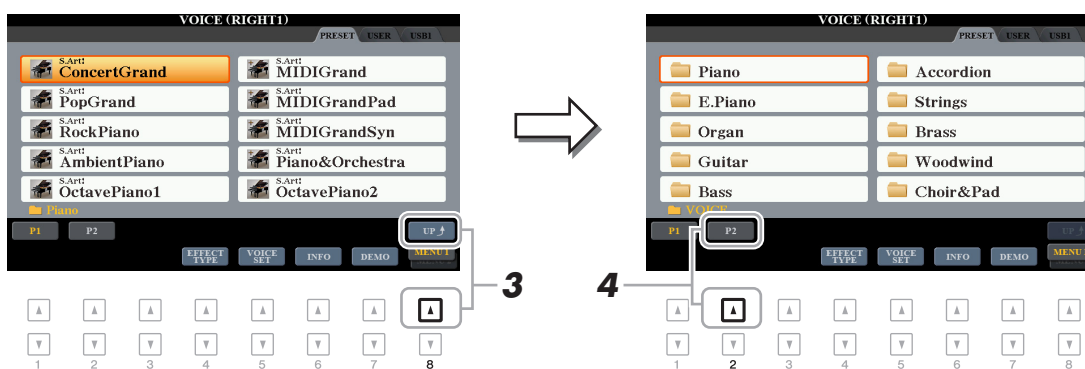 VOICE (RIGHT1)
PRESET USER USB1
S.Art!
ConcertGrand
S.Art!
MIDIGrand
S.Art!
PopGrand
S.Art!
MIDIGrandPad
S.Art!
RockPiano
S.Art!
MIDIGrandSyn
S.Art!
AmbientPiano
S.Art!
Piano&Orchestra
S.Art!
OctavePiano1
S.Art!
OctavePiano2
Piano
P1 P2 UP
EFFECT TYPE VOICE SET INFO DEMO MENU1
3
1 2 3 4 5 6 7 8
VOICE (RIGHT1)
PRESET USER USB1
Piano Accordion
E.Piano Strings
Organ Brass
Guitar Woodwind
Bass Choir&Pad
VOICE
P1 P2 UP
EFFECT TYPE VOICE SET INFO DEMO MENU
4
1 2 3 4 5 6 7 8